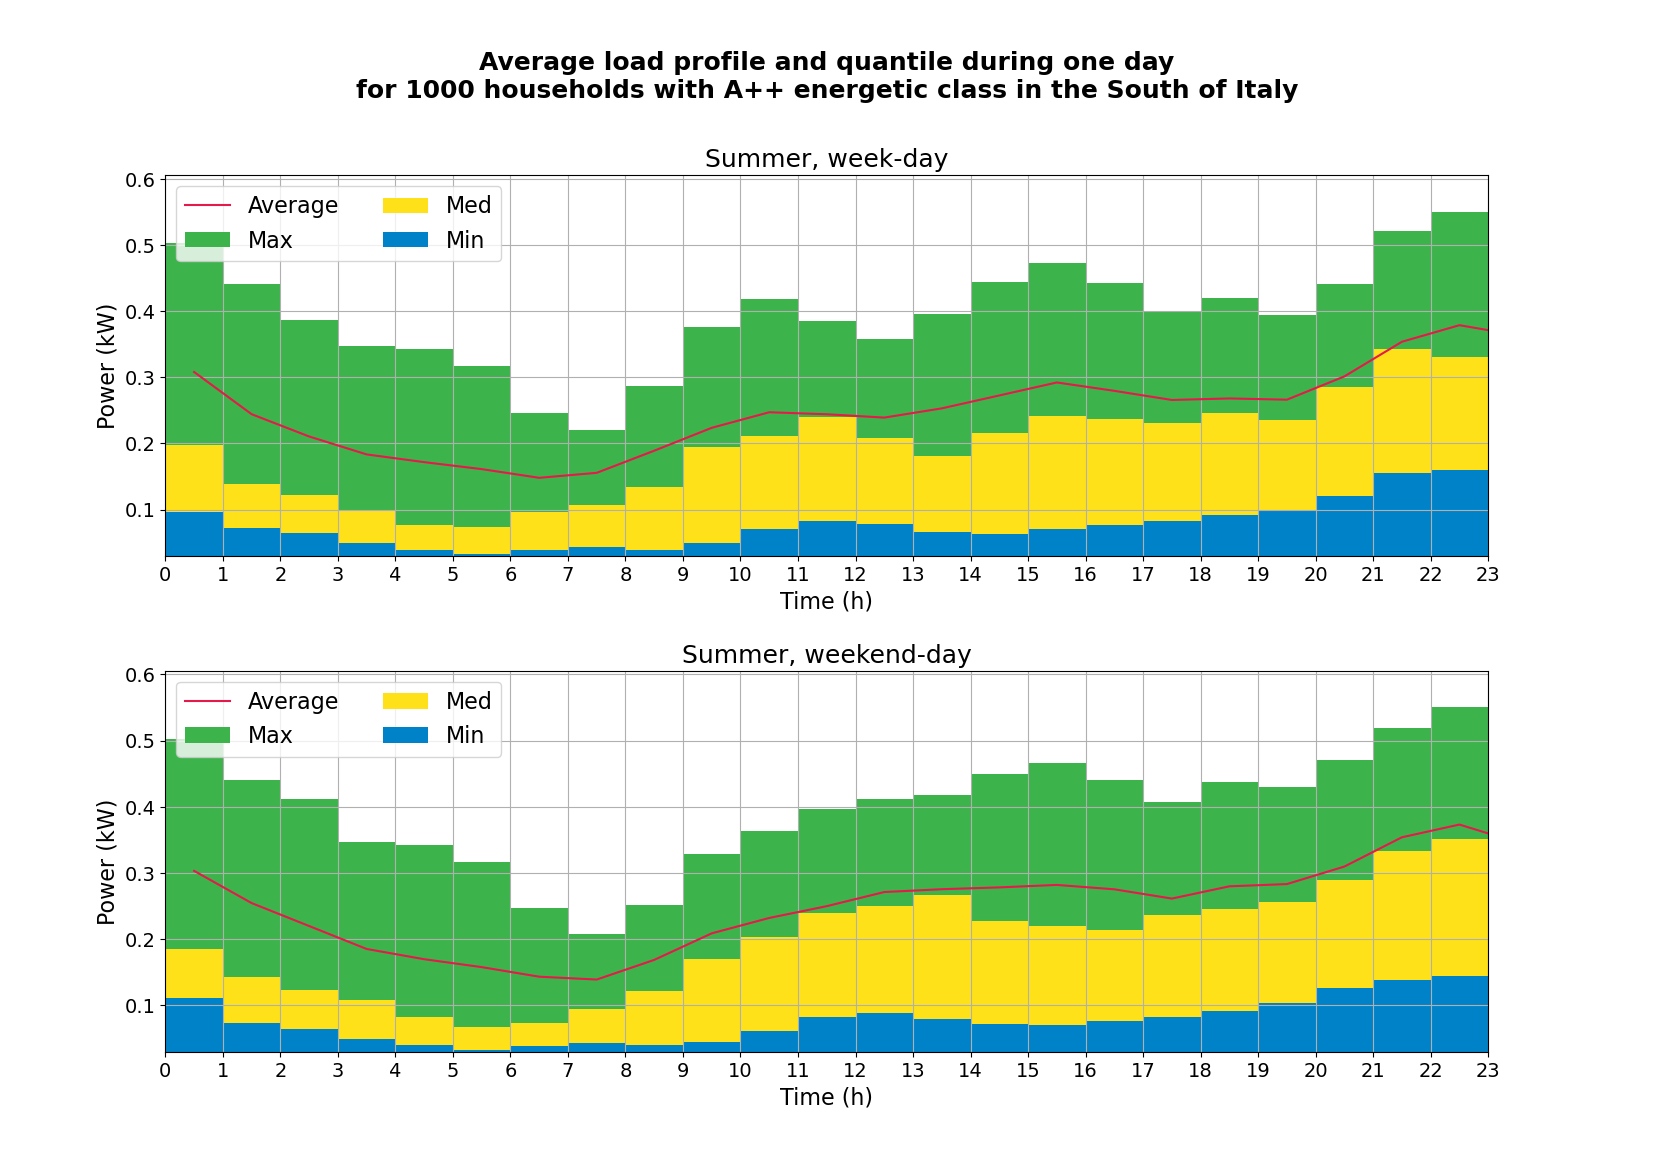 Average load profile and quantile during one day
for 1000 households with A++ energetic class in the South of Italy
Summer, week-day
Average Med
Max Min
Power (kW)
0.6
0.5
0.4
0.3
0.2
0.1
0 1 2 3 4 5 6 7 8 9 10 11 12 13 14 15 16 17 18 19 20 21 22 23
Time (h)
Summer, weekend-day
Average Med
Max Min
Power (kW)
0.6
0.5
0.4
0.3
0.2
0.1
0 1 2 3 4 5 6 7 8 9 10 11 12 13 14 15 16 17 18 19 20 21 22 23
Time (h)